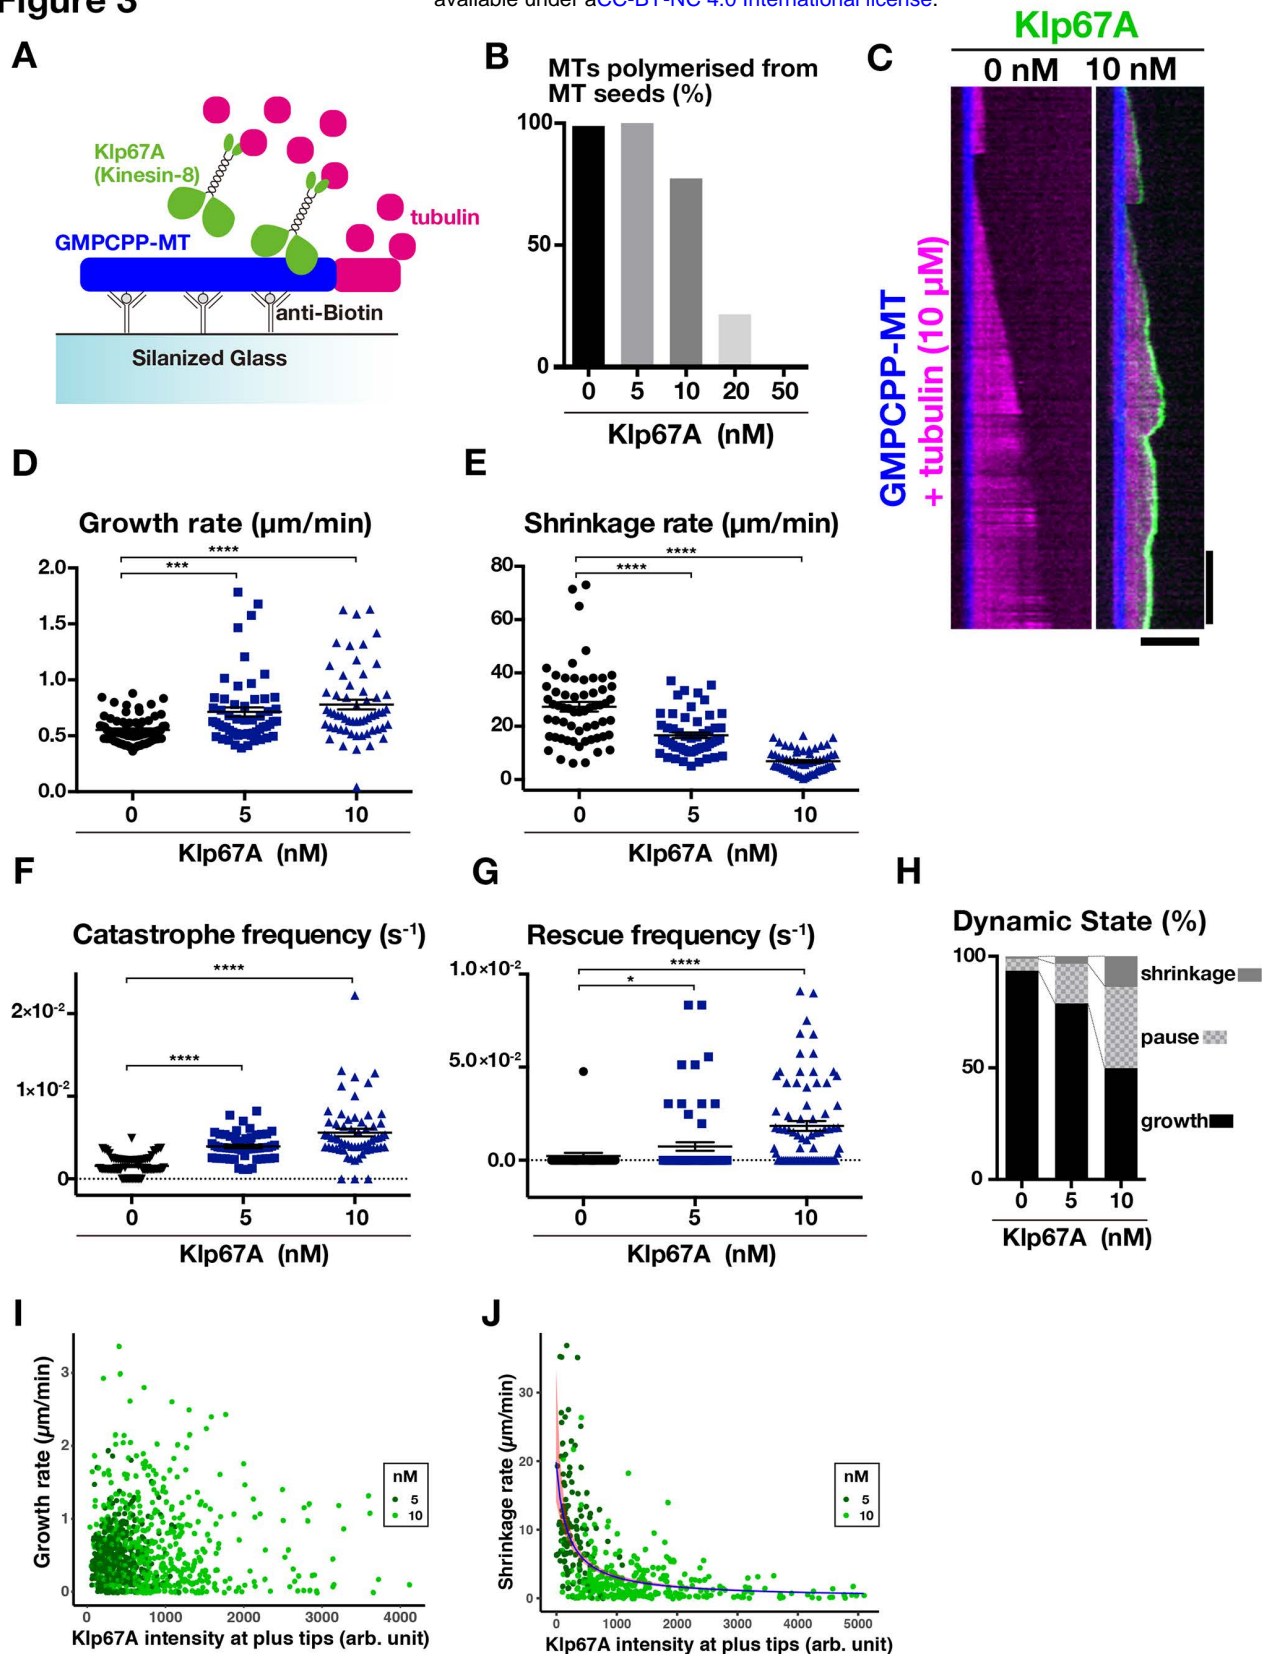 Figure 3
available under aCC-BY-NC 4.0 International license.
A
Klp67A
(Kinesin-8)
tubulin
GMPCPP-MT
anti-Biotin
Silanized Glass
B
MTs polymerised from
MT seeds (%)
100
50
0
0 5 10 20 50
Klp67A (nM)
C
Klp67A
0 nM 10 nM
GMPCPP-MT
+ tubulin (10 µM)
D
Growth rate (µm/min)
****
***
2.0
1.5
1.0
0.5
0.0
0 5 10
Klp67A (nM)
E
Shrinkage rate (µm/min)
****
****
80
60
40
20
0
0 5 10
Klp67A (nM)
F
Catastrophe frequency (s-1)
****
****
2×10-2
1×10-2
0
0 5 10
Klp67A (nM)
G
Rescue frequency (s-1)
****
*
1.0×10-2
5.0×10-2
0.0
0 5 10
Klp67A (nM)
H
Dynamic State (%)
100
50
0
shrinkage
pause
growth
0 5 10
Klp67A (nM)
I
Growth rate (µm/min)
3
2
1
0
nM
5
10
0 1000 2000 3000 4000
Klp67A intensity at plus tips (arb. unit)
J
Shrinkage rate (µm/min)
30
20
10
0
nM
5
10
0 1000 2000 3000 4000 5000
Klp67A intensity at plus tips (arb. unit)